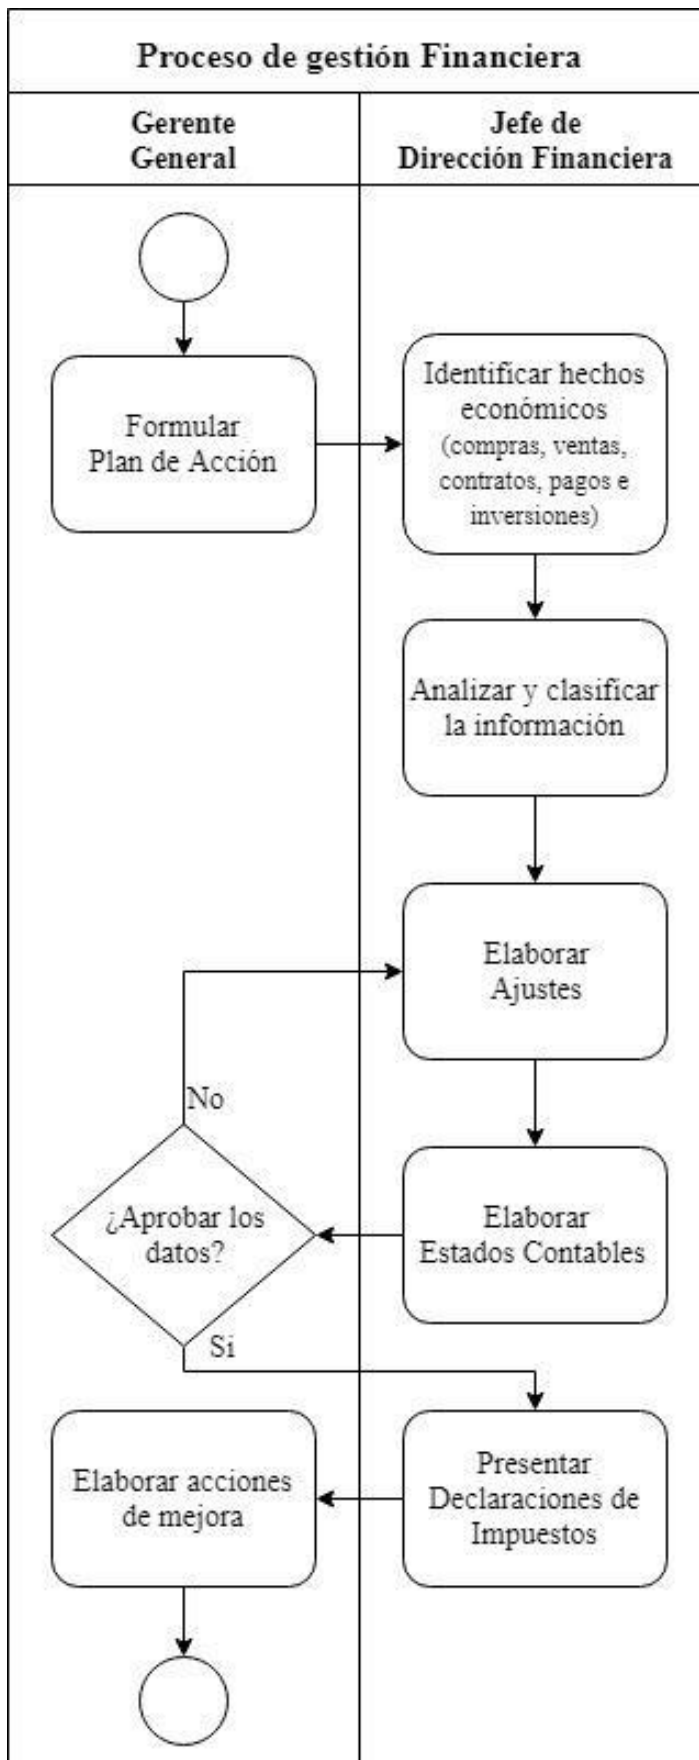 Proceso de gestión Financiera
Gerente
General
Jefe de
Dirección Financiera
Formular
Plan de Acción
Identificar hechos
económicos
(compras, ventas,
contratos, pagos e
inversiones)
Analizar y clasificar
la información
Elaborar
Ajustes
No
¿Aprobar los
datos?
Elaborar
Estados Contables
Si
Elaborar acciones
de mejora
Presentar
Declaraciones de
Impuestos